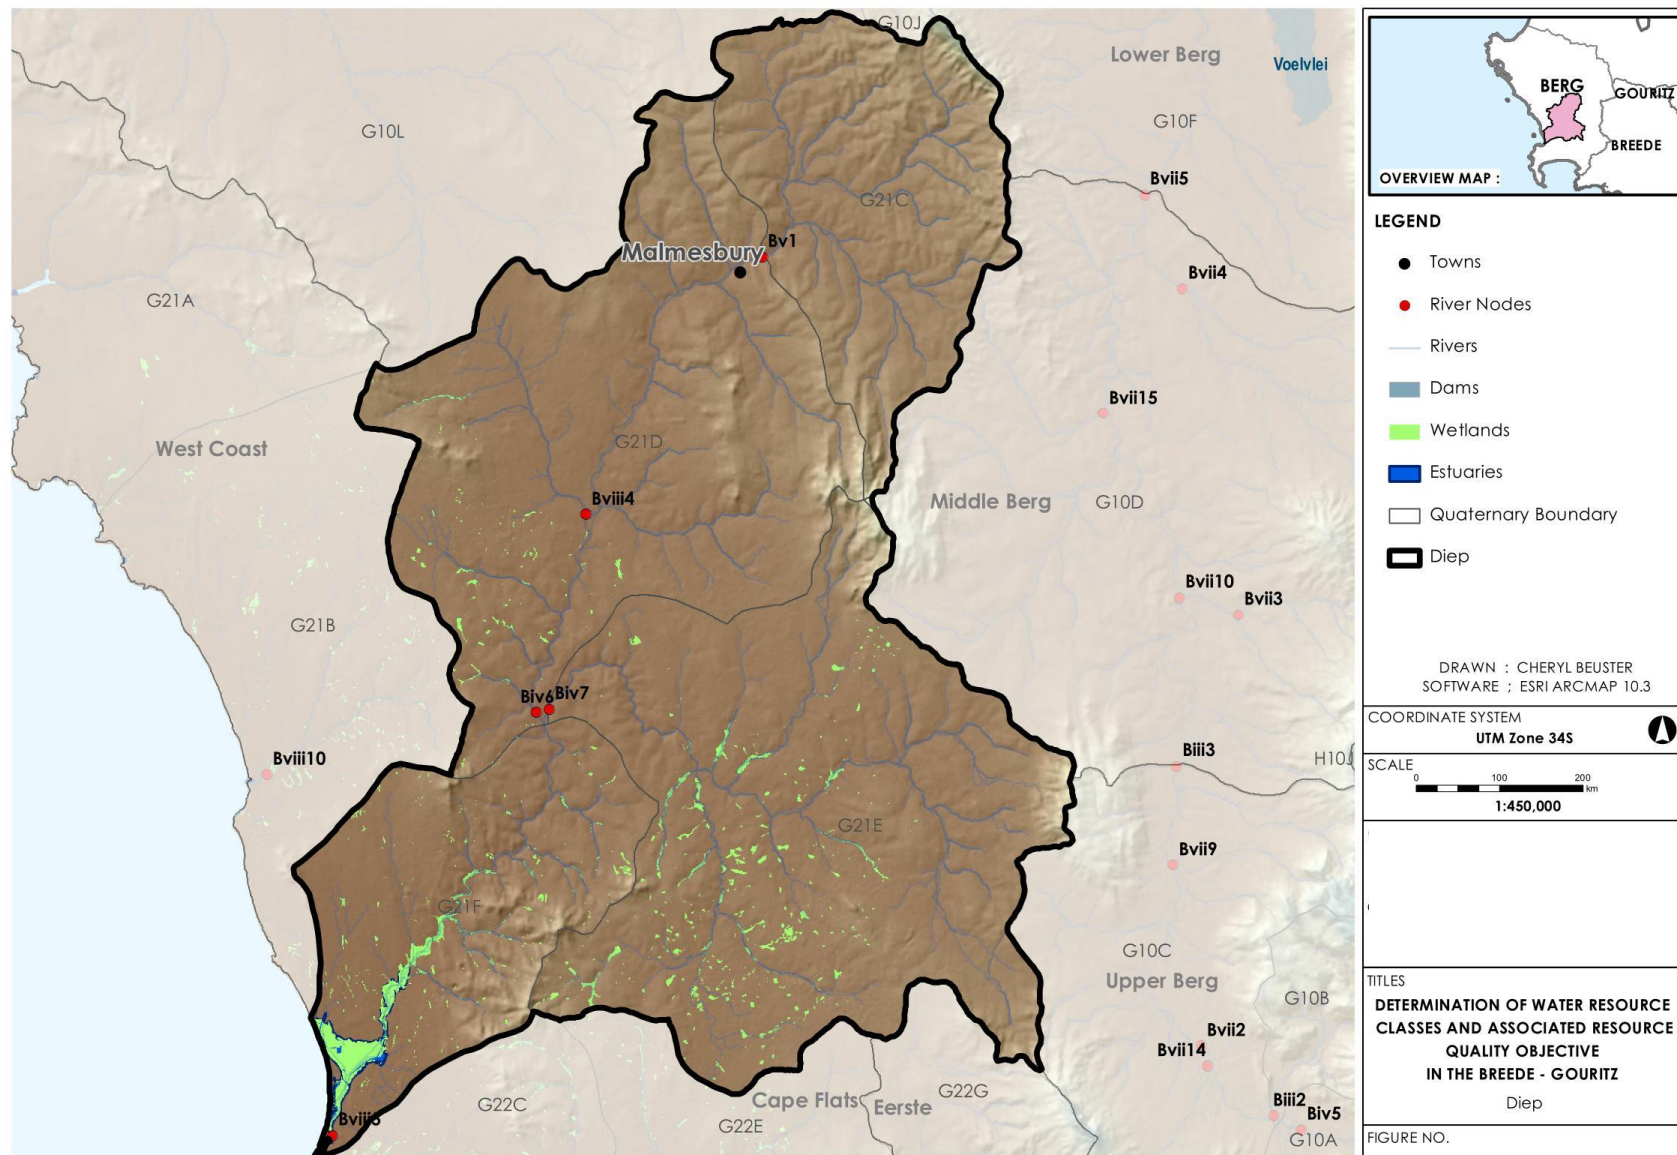 G10J
Lower Berg
Voelvlei
G10L
G10F
Bvii5
G21C
Malmesbury
Bv1
Bvii4
G21A
Bvii15
West Coast
G21D
Bviii4
Middle Berg
G10D
Bvii10
Bvii3
G21B
Biv6
Biv7
Bviii10
Biii3
H10J
G21E
Bvii9
G21F
G10C
Upper Berg
G10B
Bvii2
Bvii14
G22C
Cape Flats
Eerste
G22G
G22E
Biii2
Biv5
G10A
BERG
GOURITZ
BREEDE
OVERVIEW MAP :
LEGEND
Towns
River Nodes
Rivers
Dams
Wetlands
Estuaries
Quaternary Boundary
Diep
DRAWN : CHERYL BEUSTER
SOFTWARE ; ESRI ARCMAP 10.3
COORDINATE SYSTEM
UTM Zone 34S
SCALE
0 100 200
km
1:450,000
TITLES
DETERMINATION OF WATER RESOURCE
CLASSES AND ASSOCIATED RESOURCE
QUALITY OBJECTIVE
IN THE BREEDE - GOURITZ
Diep
FIGURE NO.